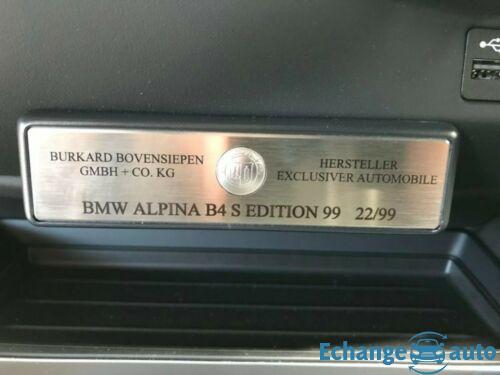 BURKARD BOVENSIEPEN
GMBH + CO. KG
HERSTELLER
EXCLUSIVER AUTOMOBILE
BMW ALPINA B4 S EDITION 99 22/99
Echange auto